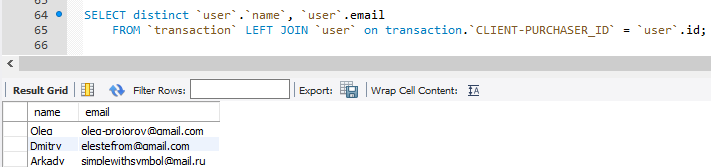 64 SELECT distinct `user`.`name`, `user`.email
65 FROM `transaction` LEFT JOIN `user` on transaction.`CLIENT-PURCHASER_ID` = `user`.id;
66
Result Grid Filter Rows: Export: Wrap Cell Content:
name email
Oleg oleg-projorov@gmail.com
Dmitry elestefrom@gmail.com
Arkady simplewithsymbol@mail.ru